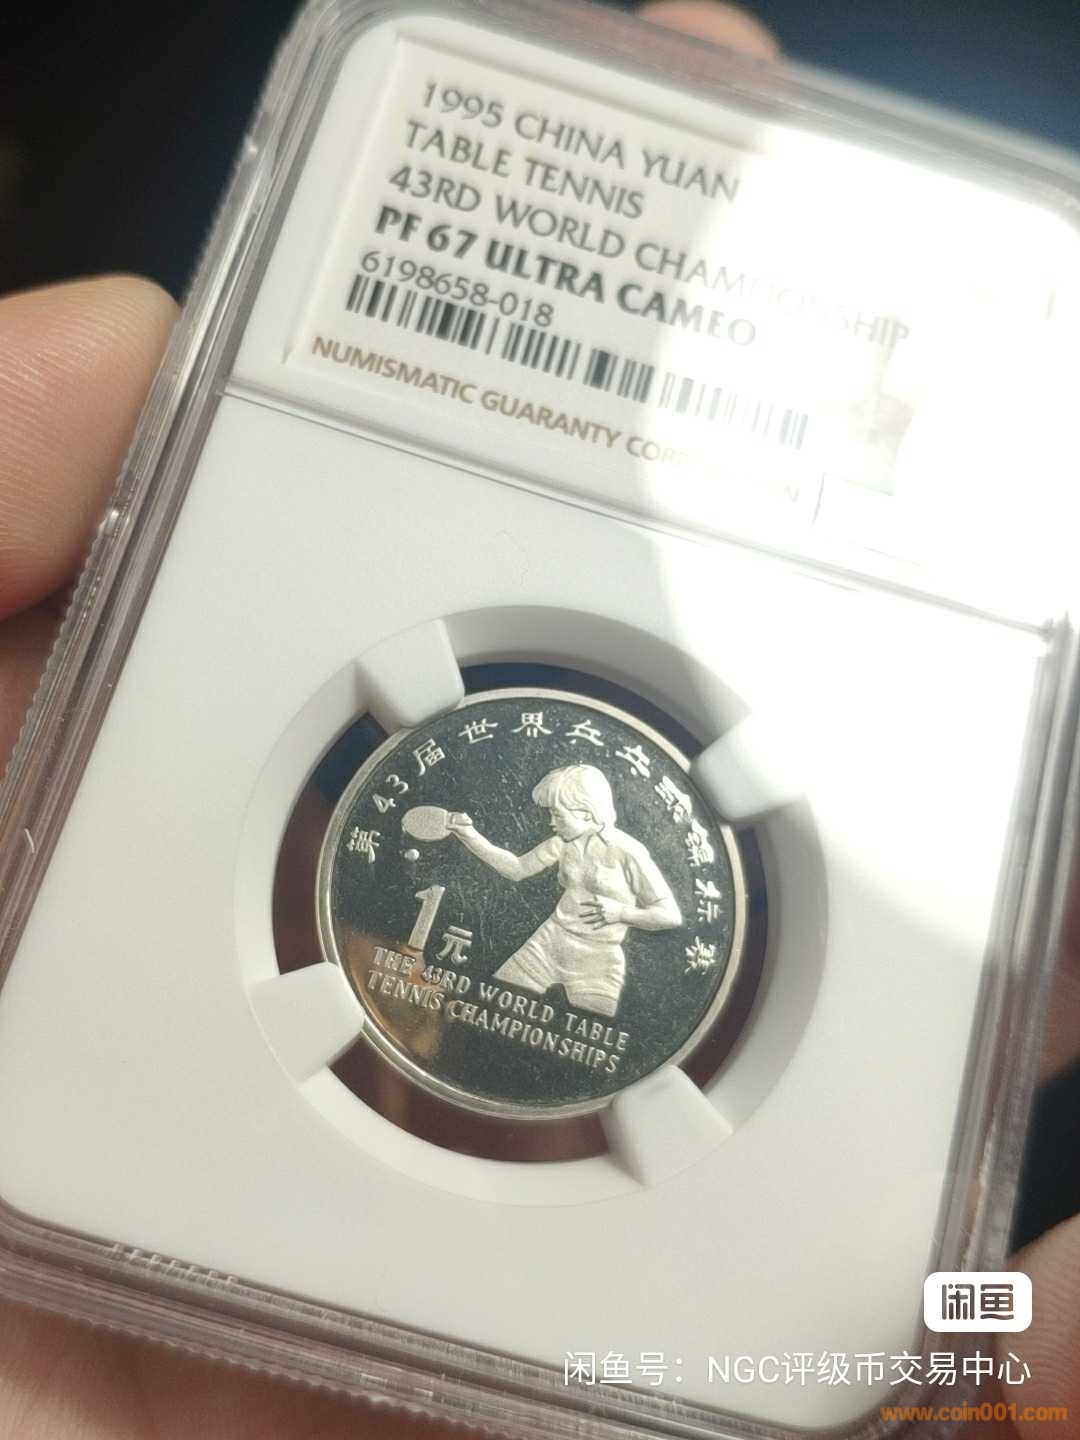 1995 CHINA YUAN
TABLE TENNIS
43RD WORLD CHAMPIONSHIP
PF 67 ULTRA CAMEO
6198658-018
NUMISMATIC GUARANTY CORPORATION
第43届世界乒乓球锦标赛
1元
THE 43RD WORLD TABLE
TENNIS CHAMPIONSHIPS
闲鱼
闲鱼号：NGC评级币交易中心
www.coin001.com